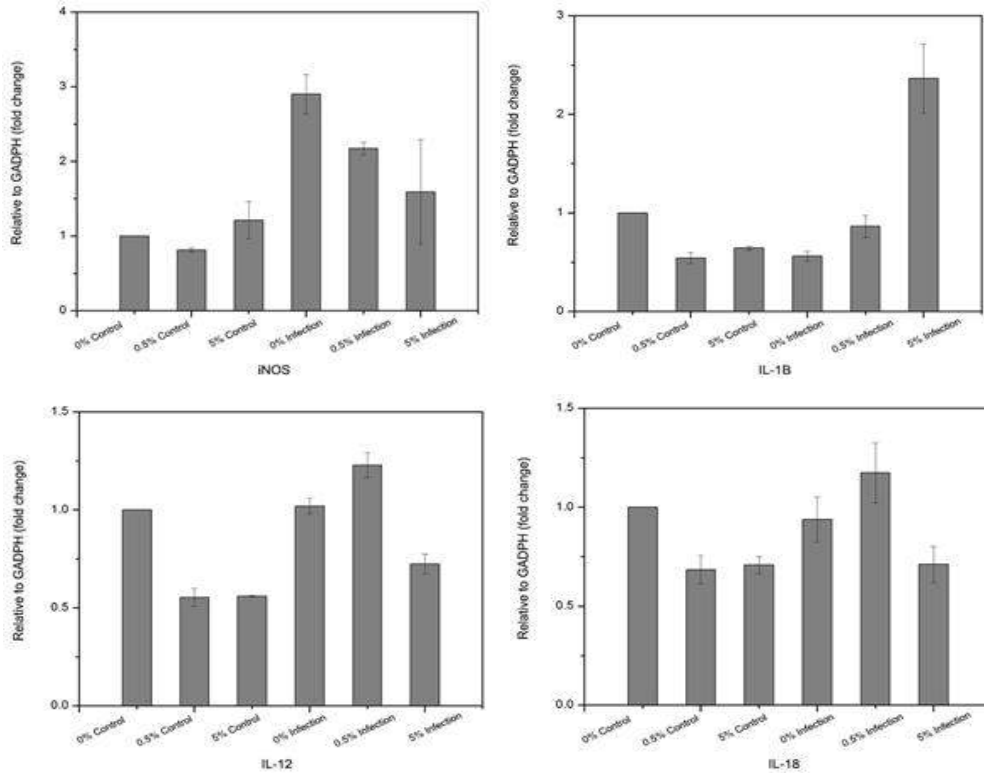 Relative to GADPH (fold change)
4
3
2
1
0
0% Control
0.5% Control
5% Control
0% Infection
0.5% Infection
5% Infection
iNOS
Relative to GADPH (fold change)
3
2
1
0
0% Control
0.5% Control
5% Control
0% Infection
0.5% Infection
5% Infection
IL-1B
Relative to GADPH (fold change)
1.5
1.0
0.5
0.0
0% Control
0.5% Control
5% Control
0% Infection
0.5% Infection
5% Infection
IL-12
Relative to GADPH (fold change)
1.5
1.0
0.5
0.0
0% Control
0.5% Control
5% Control
0% Infection
0.5% Infection
5% Infection
IL-18